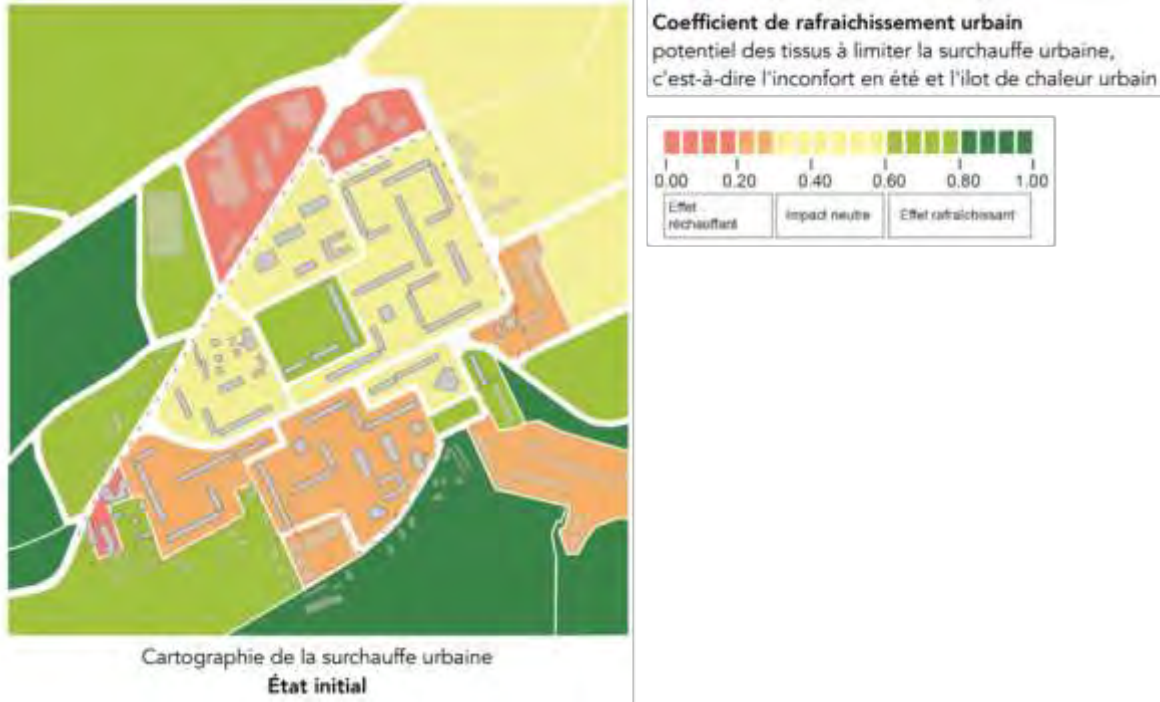 Coefficient de rafraichissement urbain
potentiel des tissus à limiter la surchauffe urbaine,
c'est-à-dire l'inconfort en été et l'ilot de chaleur urbain
0.00 0.20 0.40 0.60 0.80 1.00
Effet
réchauffant
Impact neutre
Effet rafraîchissant
Cartographie de la surchauffe urbaine
État initial